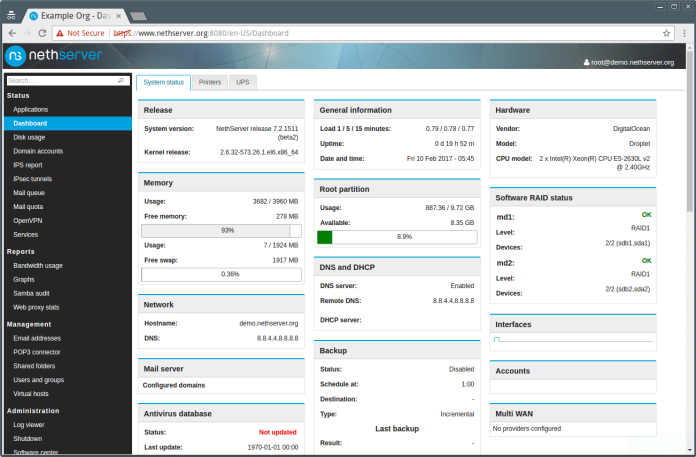 Example Org - Das
Not Secure
https://www.nethserver.org:8080/en-US/Dashboard
nethserver
root@demo.nethserver.org
Search...
Status
Applications
Dashboard
Disk usage
Domain accounts
IPS report
IPsec tunnels
Mail queue
Mail quota
OpenVPN
Services
Reports
Bandwidth usage
Graphs
Samba audit
Web proxy stats
Management
Email addresses
POP3 connector
Shared folders
Users and groups
Virtual hosts
Administration
Log viewer
Shutdown
Software center
System status
Printers
UPS
Release
System version: NethServer release 7.2.1511
(beta2)
Kernel release: 2.6.32-573.26.1.el6.x86_64
Memory
Usage: 3682 / 3960 MB
Free memory: 278 MB
93%
Usage: 7 / 1924 MB
Free swap: 1917 MB
0.36%
Network
Hostname: demo.nethserver.org
DNS: 8.8.4.4,8.8.8.8
Mail server
Configured domains
Antivirus database
Status: Not updated
Last update: 1970-01-01 00:00
General information
Load 1 / 5 / 15 minutes: 0.79 / 0.78 / 0.77
Uptime: 0 d 19 h 52 m
Date and time: Fri 10 Feb 2017 - 05:45
Root partition
Usage: 887.36 / 9.72 GB
Available: 8.35 GB
8.9%
DNS and DHCP
DNS server: Enabled
Remote DNS: 8.8.4.4,8.8.8.8
DHCP server:
Backup
Status: Disabled
Schedule at: 1:00
Destination: -
Type: Incremental
Last backup
Result: -
Hardware
Vendor: DigitalOcean
Model: Droplet
CPU model: 2 x Intel(R) Xeon(R) CPU E5-2630L v2
@ 2.40GHz
Software RAID status
md1: OK
Level: RAID1
Devices: 2/2 (sdb1,sda1)
md2: OK
Level: RAID1
Devices: 2/2 (sdb2,sda2)
Interfaces
Accounts
Multi WAN
No providers configured